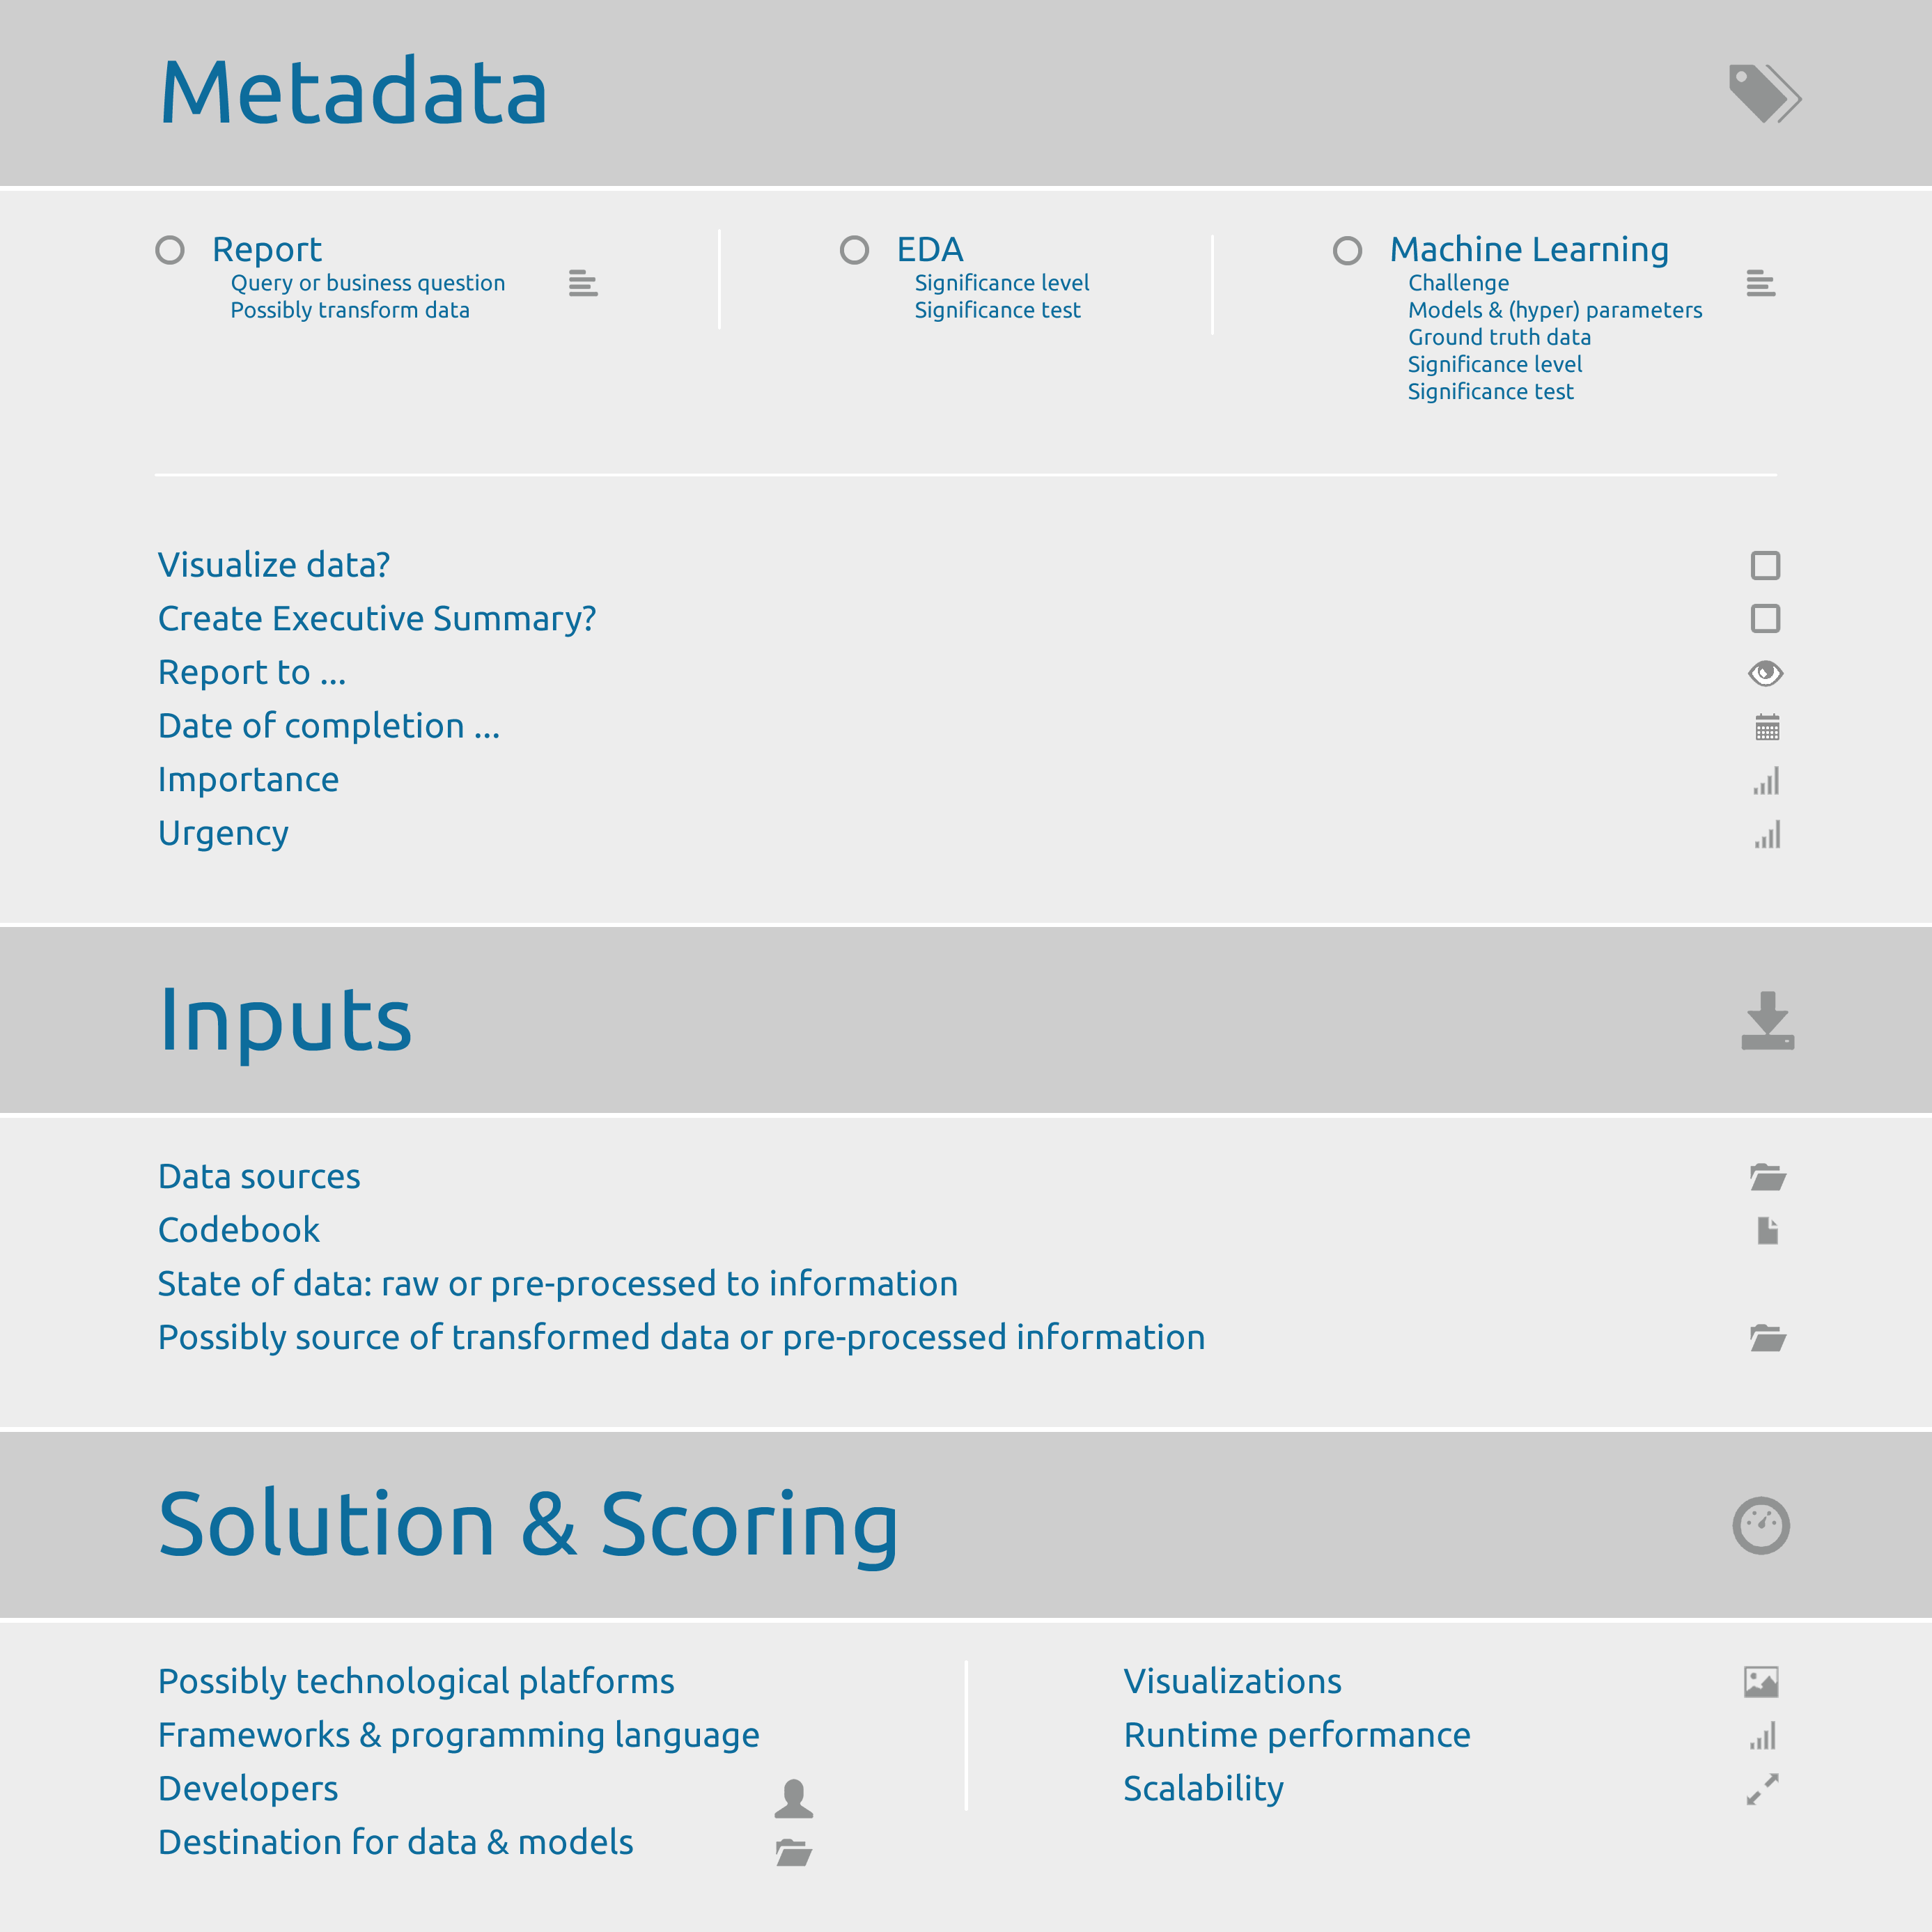 Metadata
Report
Query or business question
Possibly transform data
EDA
Significance level
Significance test
Machine Learning
Challenge
Models & (hyper) parameters
Ground truth data
Significance level
Significance test
Visualize data?
Create Executive Summary?
Report to ...
Date of completion ...
Importance
Urgency
Inputs
Data sources
Codebook
State of data: raw or pre-processed to information
Possibly source of transformed data or pre-processed information
Solution & Scoring
Possibly technological platforms
Frameworks & programming language
Developers
Destination for data & models
Visualizations
Runtime performance
Scalability